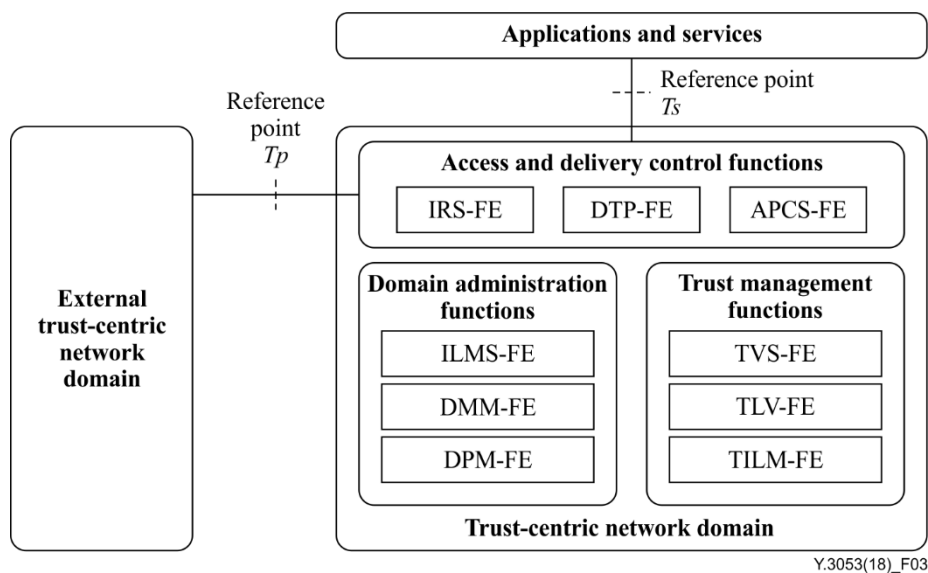 Applications and services
Reference point
Ts
Reference
point
Tp
Access and delivery control functions
IRS-FE
DTP-FE
APCS-FE
External
trust-centric
network
domain
Domain administration
functions
ILMS-FE
DMM-FE
DPM-FE
Trust management
functions
TVS-FE
TLV-FE
TILM-FE
Trust-centric network domain
Y.3053(18)_F03